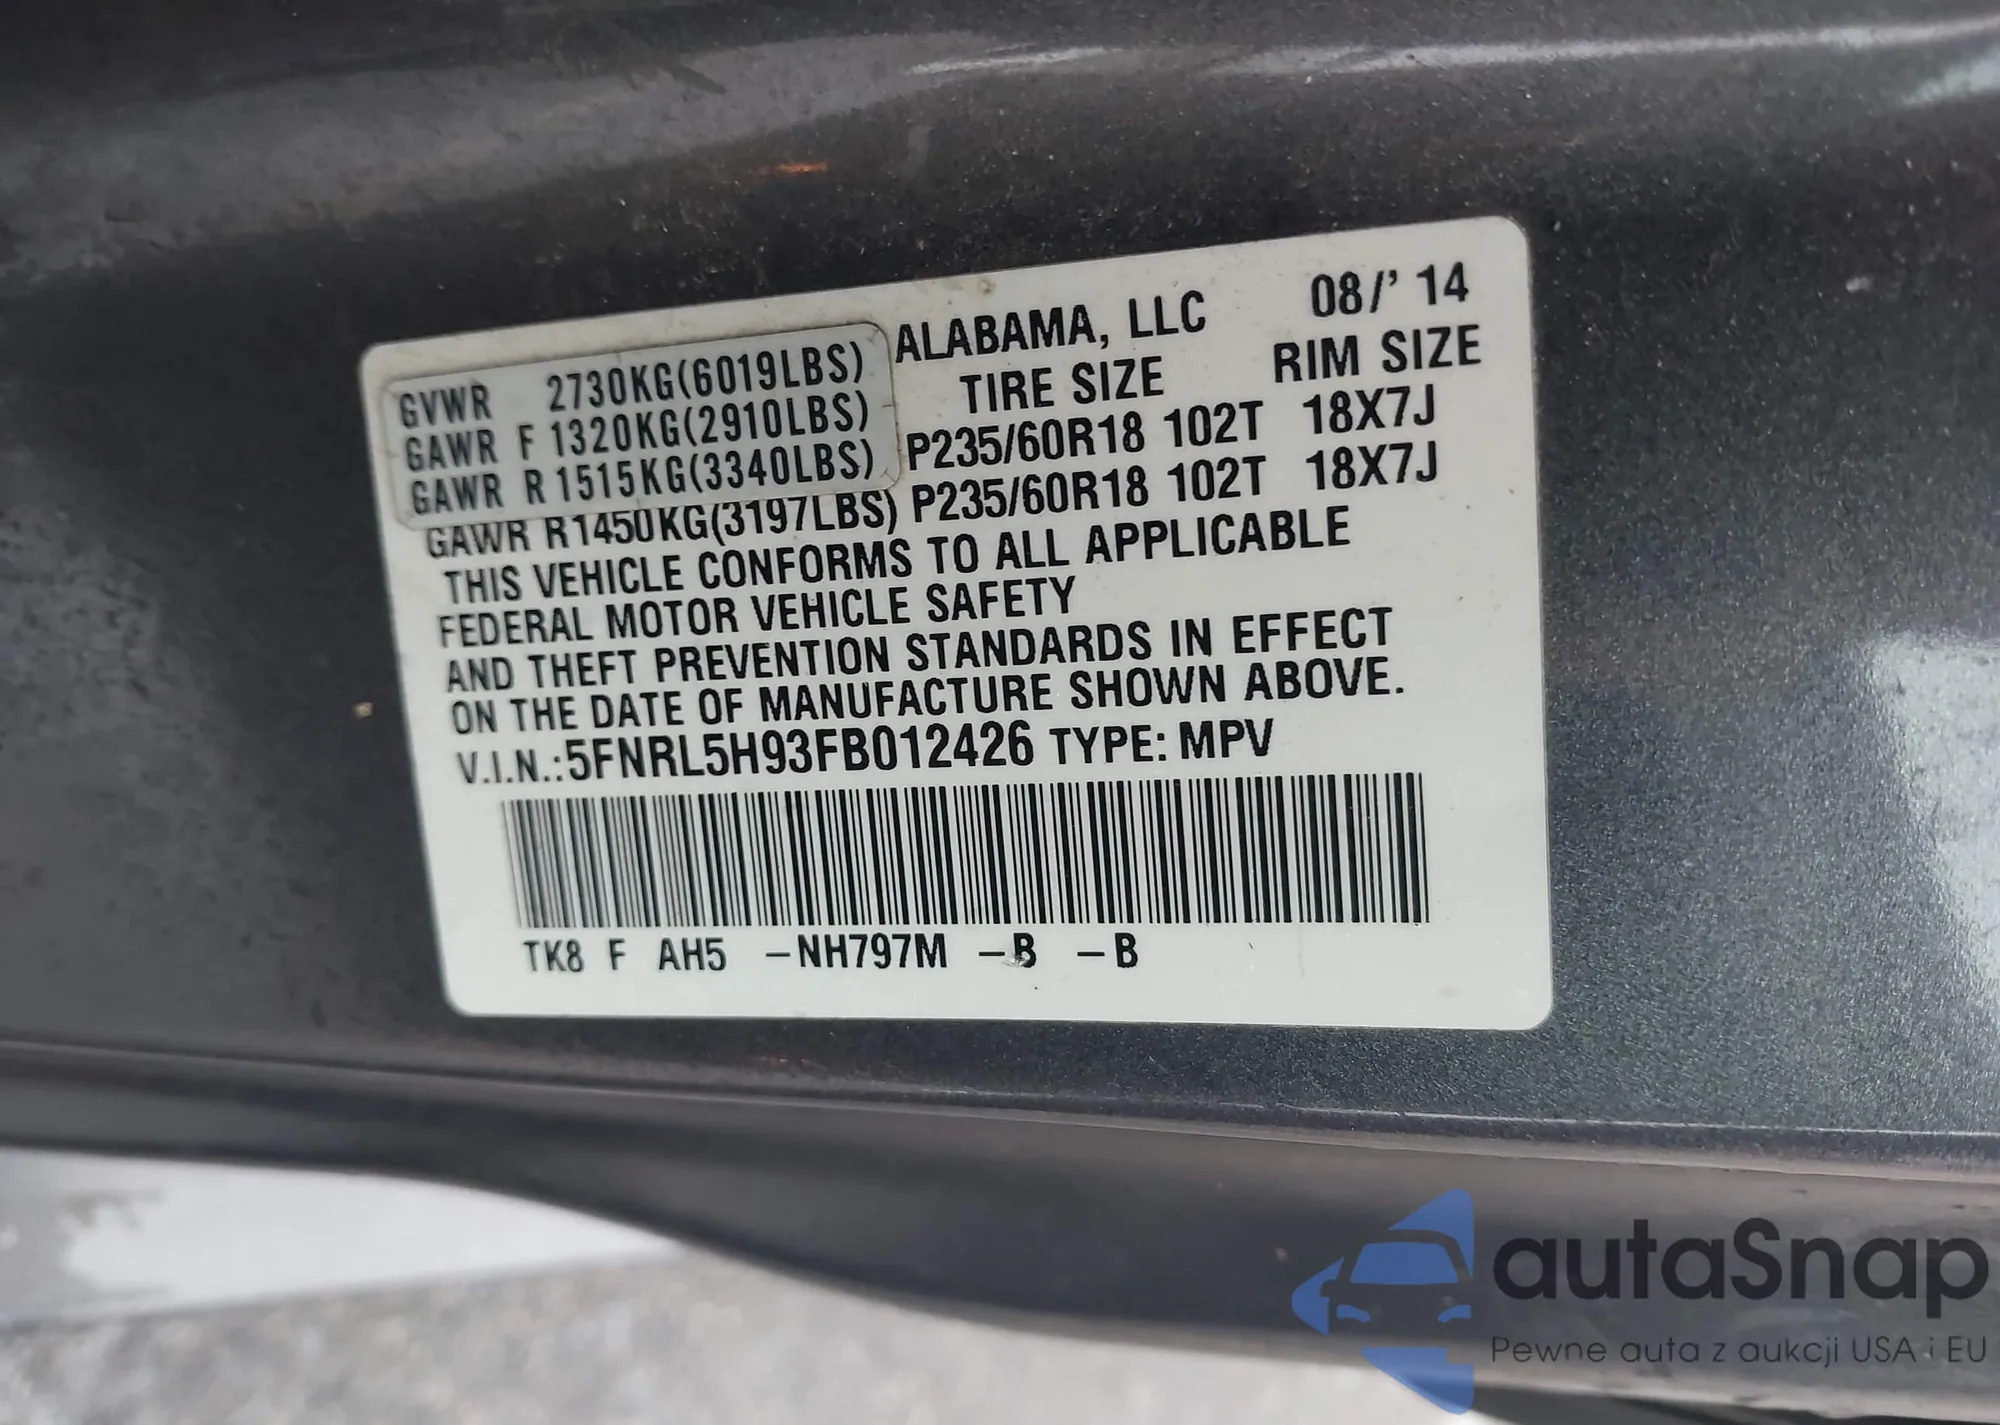 ALABAMA, LLC 08/' 14
TIRE SIZE RIM SIZE
GVWR 2730KG(6019LBS)
GAWR F 1320KG(2910LBS) P235/60R18 102T 18X7J
GAWR R 1515KG(3340LBS)
GAWR R1450KG(3197LBS) P235/60R18 102T 18X7J
THIS VEHICLE CONFORMS TO ALL APPLICABLE
FEDERAL MOTOR VEHICLE SAFETY
AND THEFT PREVENTION STANDARDS IN EFFECT
ON THE DATE OF MANUFACTURE SHOWN ABOVE.
V.I.N.:5FNRL5H93FB012426 TYPE: MPV
TK8 F AH5 -NH797M -B -B
autaSnap
Pewne auta z aukcji USA i EU